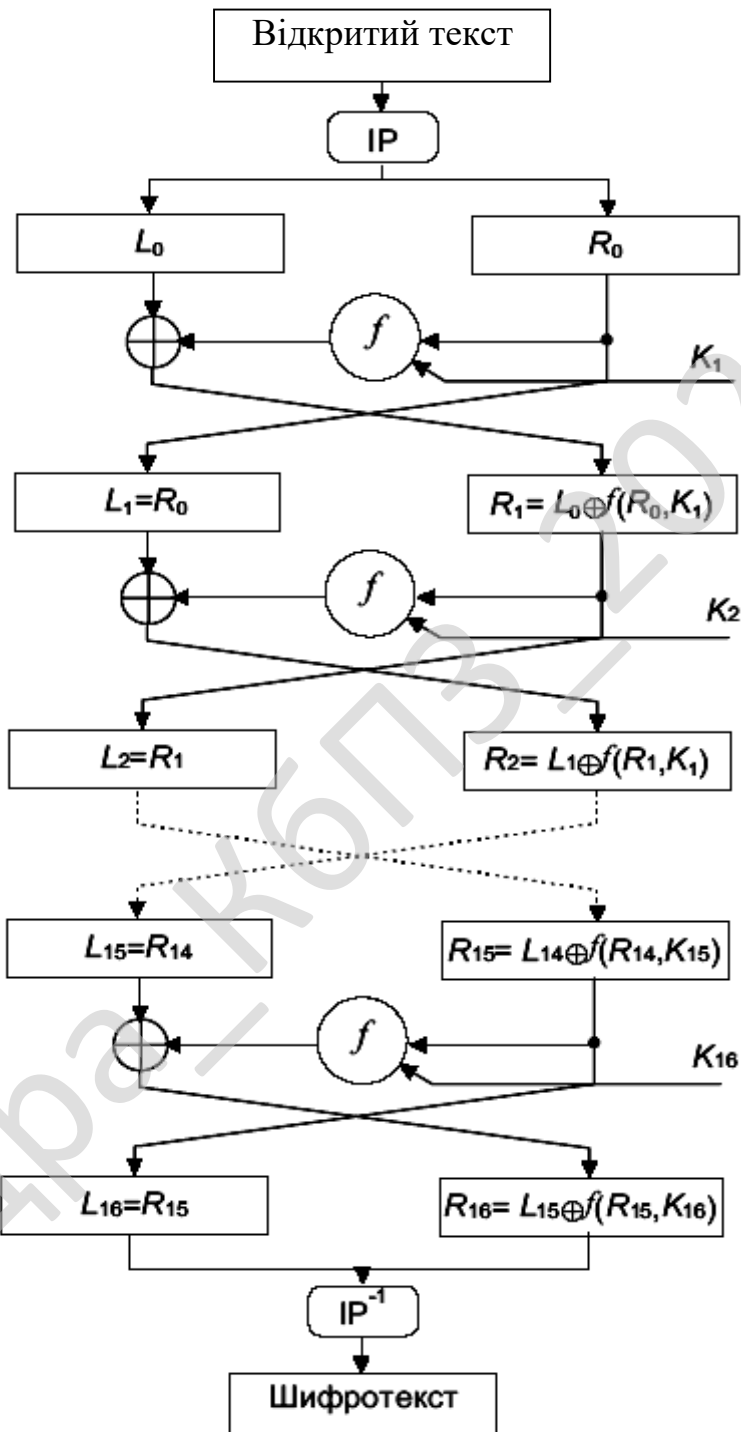 Відкритий текст
IP
L₀
R₀
f
K₁
L₁=R₀
R₁= L₀⊕f(R₀,K₁)
f
K₂
L₂=R₁
R₂= L₁⊕f(R₁,K₁)
L₁₅=R₁₄
R₁₅= L₁₄⊕f(R₁₄,K₁₅)
f
K₁₆
L₁₆=R₁₅
R₁₆= L₁₅⊕f(R₁₅,K₁₆)
IP⁻¹
Шифротекст
дра_КбПЗ_202